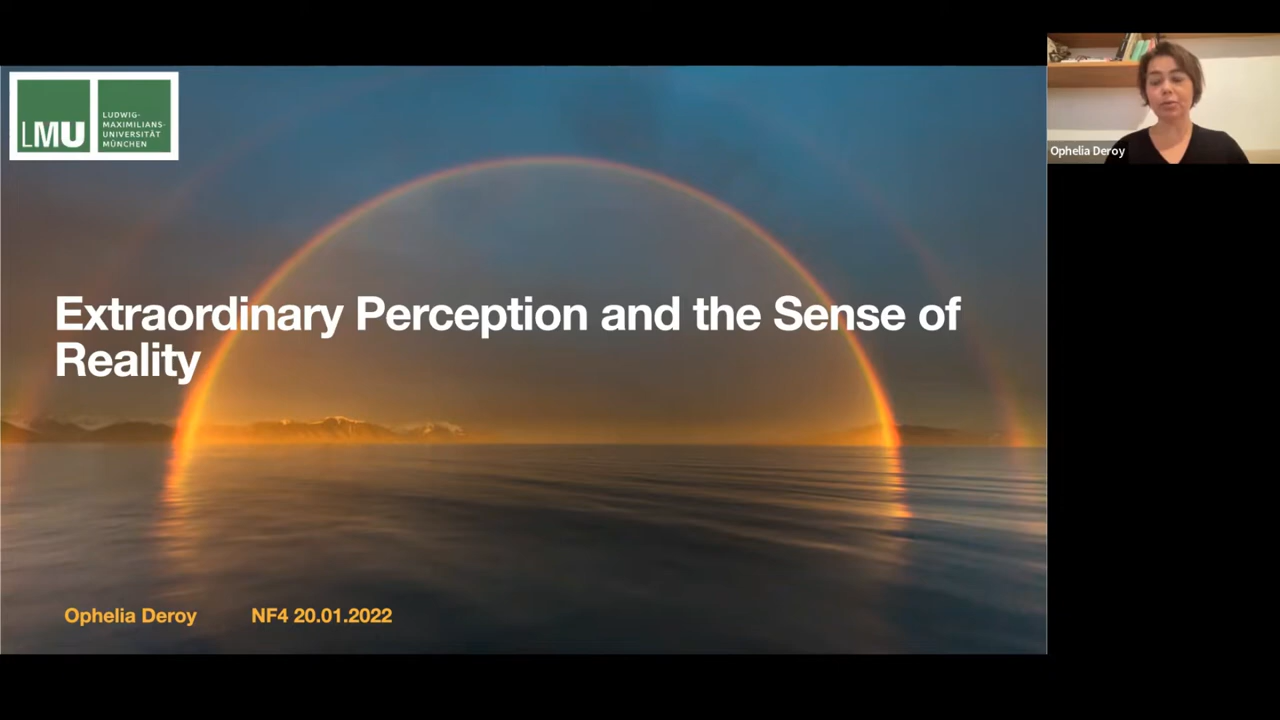 LMU
LUDWIG-
MAXIMILIANS-
UNIVERSITÄT
MÜNCHEN
Ophelia Deroy
Extraordinary Perception and the Sense of
Reality
Ophelia Deroy NF4 20.01.2022